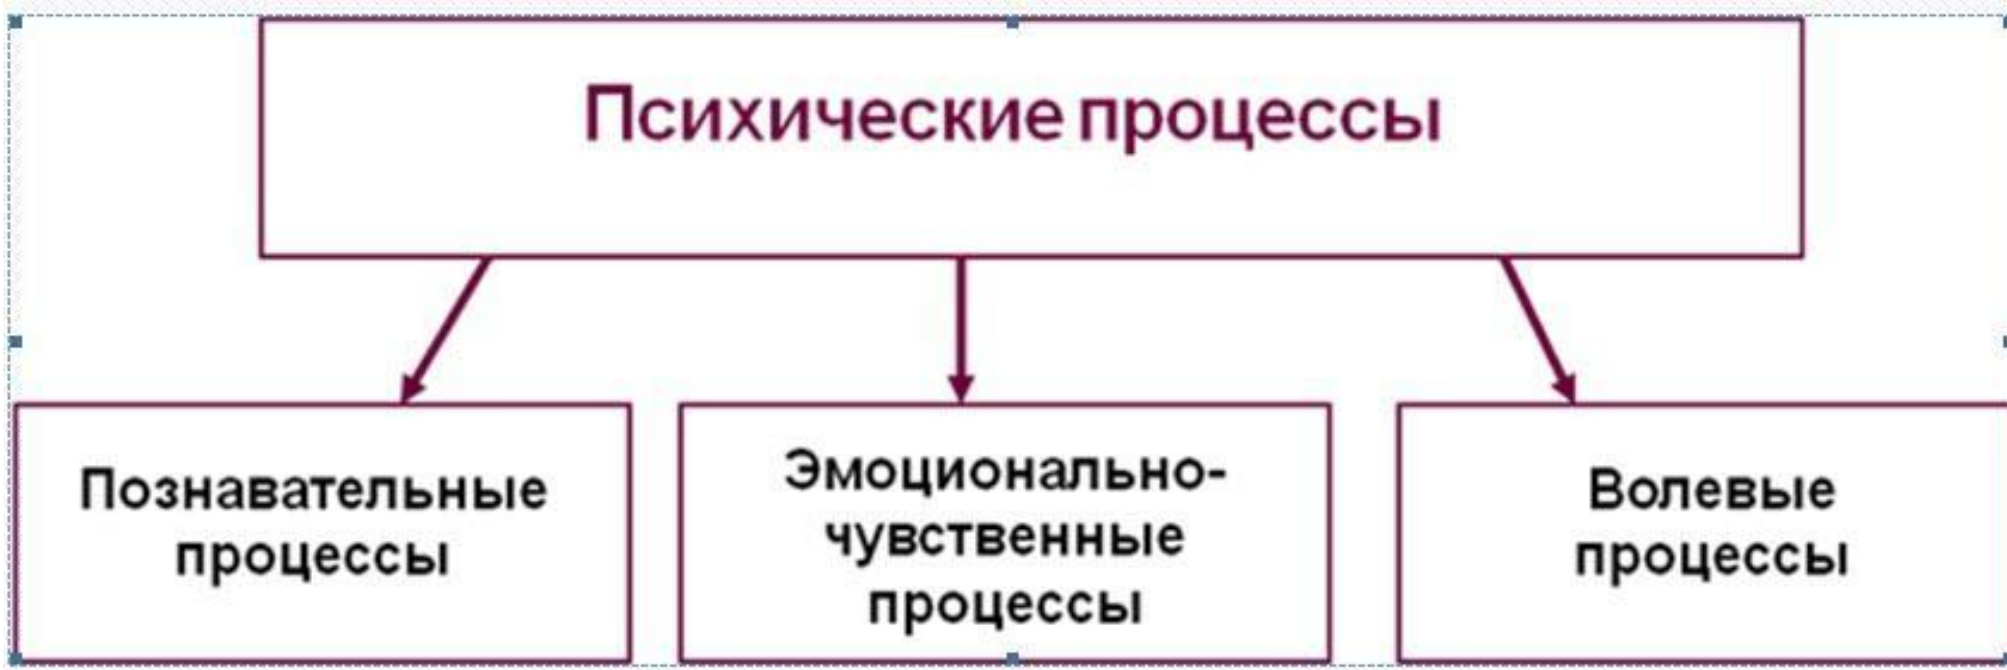 Психические процессы
Познавательные
процессы
Эмоционально-
чувственные
процессы
Волевые
процессы